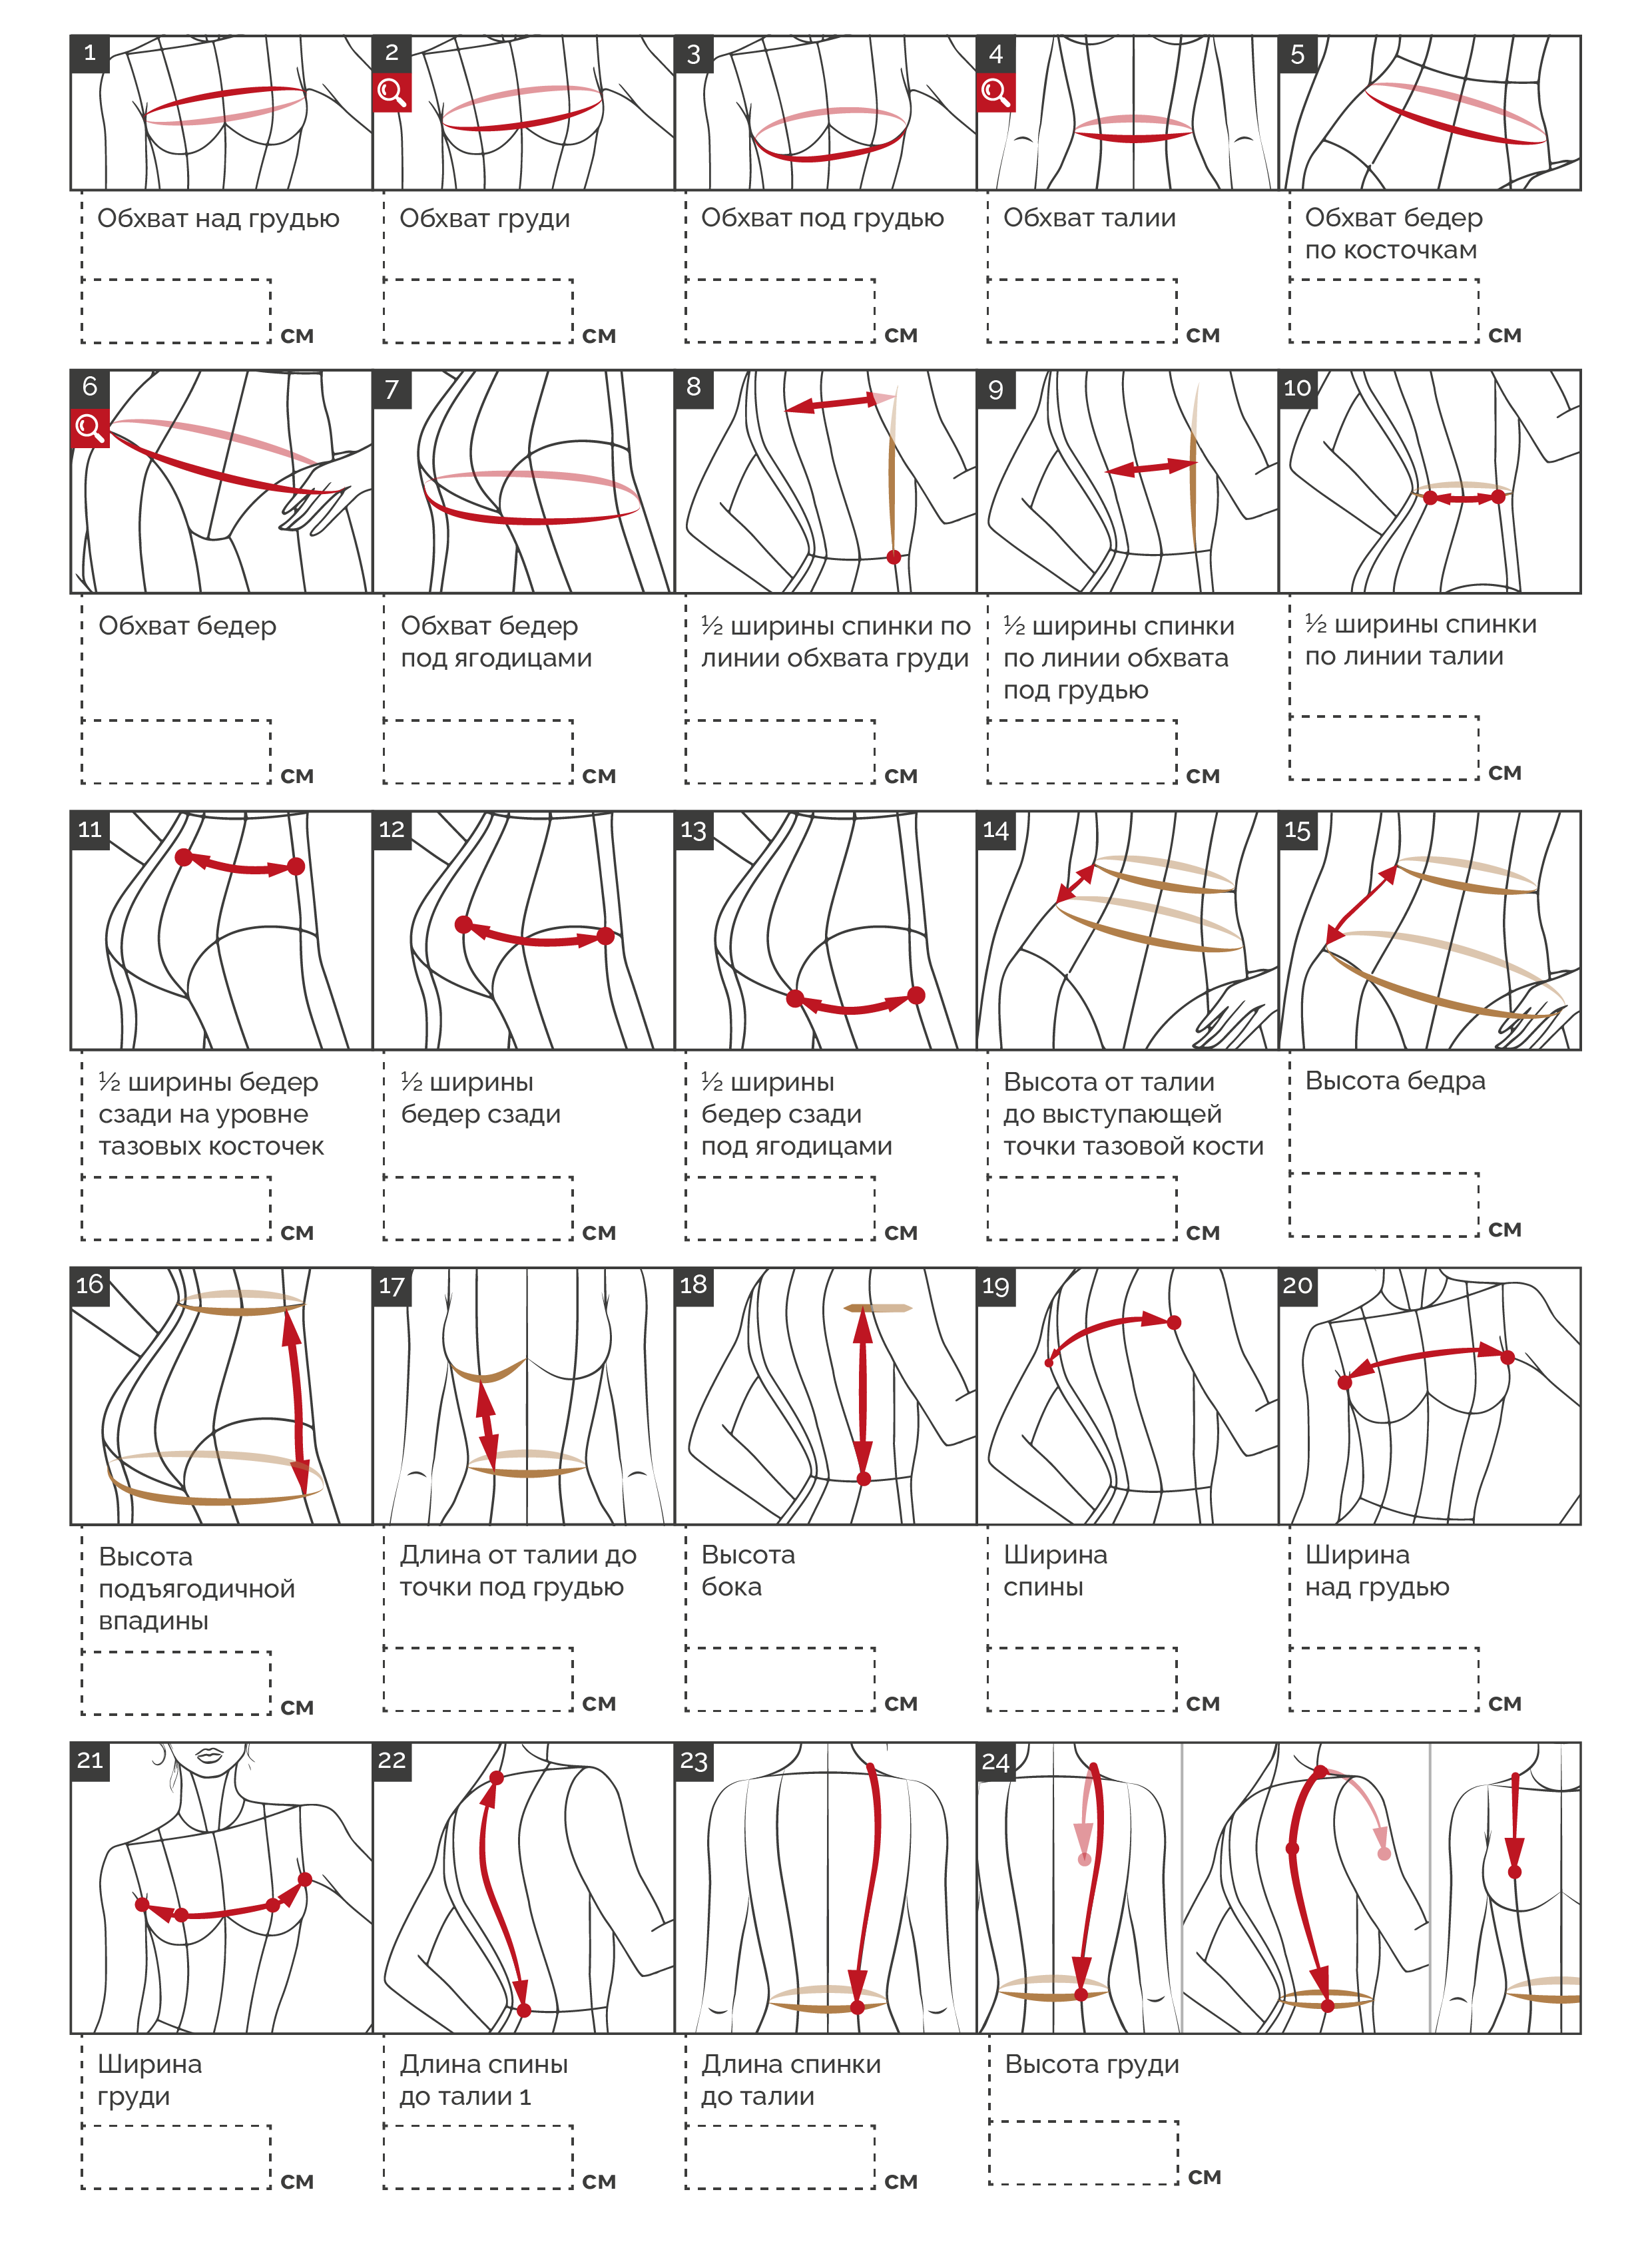 1
2
3
4
5
Обхват над грудью
Обхват груди
Обхват под грудью
Обхват талии
Обхват бедер
по косточкам
см
см
см
см
см
6
7
8
9
10
Обхват бедер
Обхват бедер
под ягодицами
½ ширины спинки по
линии обхвата груди
½ ширины спинки
по линии обхвата
под грудью
½ ширины спинки
по линии талии
см
см
см
см
см
11
12
13
14
15
½ ширины бедер
сзади на уровне
тазовых косточек
½ ширины
бедер сзади
½ ширины
бедер сзади
под ягодицами
Высота от талии
до выступающей
точки тазовой кости
Высота бедра
см
см
см
см
см
16
17
18
19
20
Высота
подъягодичной
впадины
Длина от талии до
точки под грудью
Высота
бока
Ширина
спины
Ширина
над грудью
см
см
см
см
см
21
22
23
24
Ширина
груди
Длина спины
до талии 1
Длина спинки
до талии
Высота груди
см
см
см
см